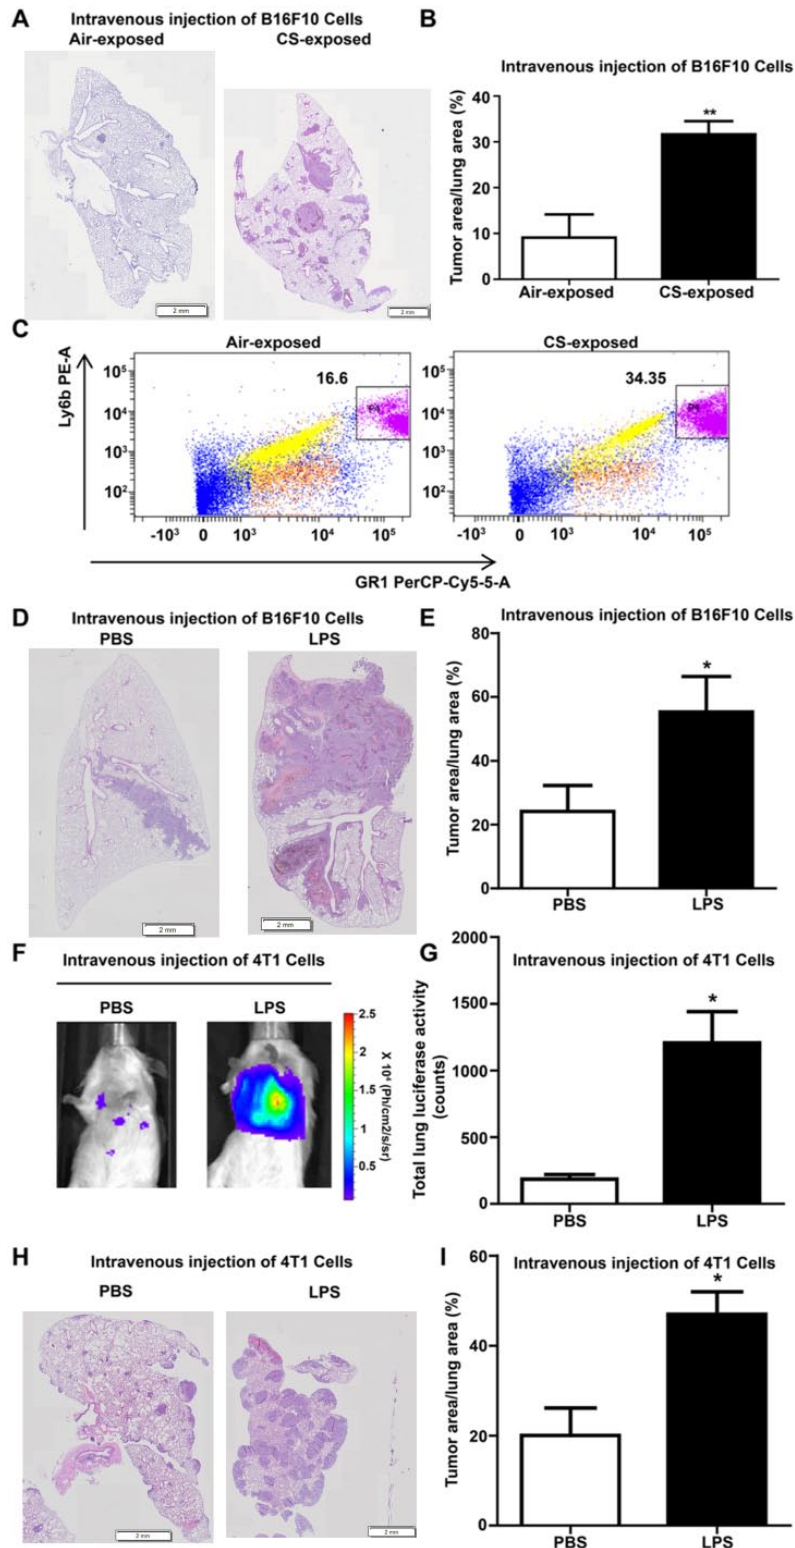 A
Intravenous injection of B16F10 Cells
Air-exposed
CS-exposed
2 mm
2 mm
B
Intravenous injection of B16F10 Cells
Tumor area/lung area (%)
40
30
20
10
0
**
Air-exposed
CS-exposed
C
Air-exposed
CS-exposed
Ly6b PE-A
16.6
34.35
10⁵
10⁴
10³
10²
-10³ 0 10³ 10⁴ 10⁵
10⁵
10⁴
10³
10²
-10³ 0 10³ 10⁴ 10⁵
GR1 PerCP-Cy5-5-A
D
Intravenous injection of B16F10 Cells
PBS
LPS
2 mm
2 mm
E
Intravenous injection of B16F10 Cells
Tumor area/lung area (%)
80
60
40
20
0
*
PBS
LPS
F
Intravenous injection of 4T1 Cells
PBS
LPS
2.5
2
1.5
1
0.5
(Ph/cm2/s/sr)
G
Intravenous injection of 4T1 Cells
Total lung luciferase activity
(counts)
2000
1500
1000
500
0
*
PBS
LPS
H
Intravenous injection of 4T1 Cells
PBS
LPS
2 mm
2 mm
I
Intravenous injection of 4T1 Cells
Tumor area/lung area (%)
60
40
20
0
*
PBS
LPS